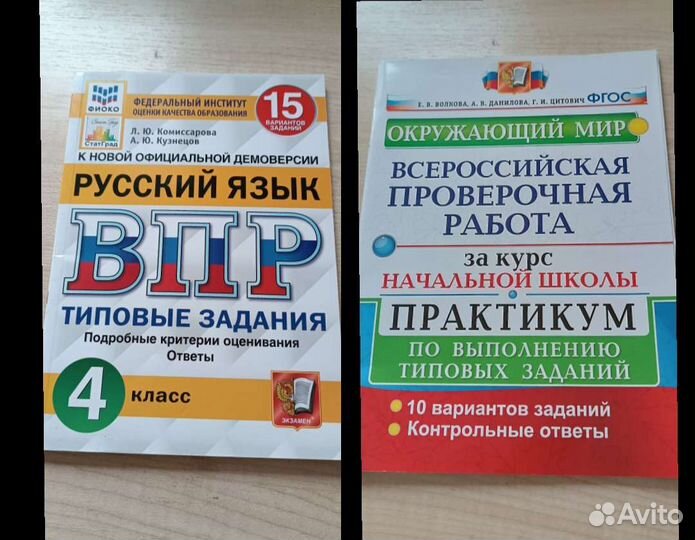 ФИОКО
СтатГрад
ФЕДЕРАЛЬНЫЙ ИНСТИТУТ
ОЦЕНКИ КАЧЕСТВА ОБРАЗОВАНИЯ
15
ВАРИАНТОВ
ЗАДАНИЙ
Л. Ю. Комиссарова
А. Ю. Кузнецов
К НОВОЙ ОФИЦИАЛЬНОЙ ДЕМОВЕРСИИ
РУССКИЙ ЯЗЫК
ВПР
ТИПОВЫЕ ЗАДАНИЯ
Подробные критерии оценивания
Ответы
4
класс
ЭКЗАМЕН
Е. В. ВОЛКОВА, А. В. ДАНИЛОВА, Г. И. ЦИТОВИЧ
ФГОС
ОКРУЖАЮЩИЙ МИР
ВСЕРОССИЙСКАЯ
ПРОВЕРОЧНАЯ
РАБОТА
за курс
НАЧАЛЬНОЙ ШКОЛЫ
ПРАКТИКУМ
ПО ВЫПОЛНЕНИЮ
ТИПОВЫХ ЗАДАНИЙ
10 вариантов заданий
Контрольные ответы
Avito